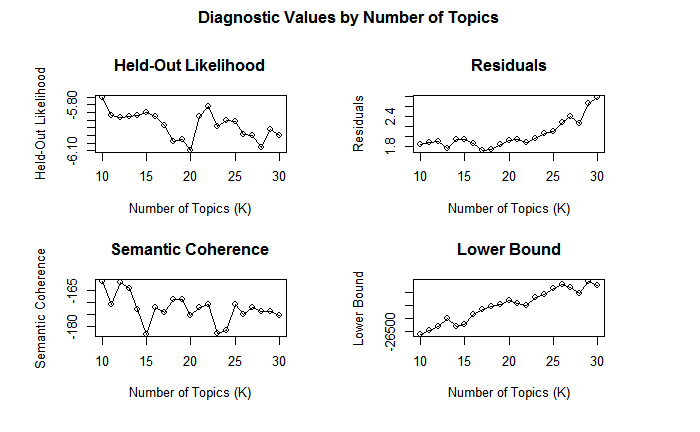 Diagnostic Values by Number of Topics
Held-Out Likelihood
Held-Out Likelihood
-5.80
-6.10
10 15 20 25 30
Number of Topics (K)
Residuals
Residuals
2.4
1.8
10 15 20 25 30
Number of Topics (K)
Semantic Coherence
Semantic Coherence
-165
-180
10 15 20 25 30
Number of Topics (K)
Lower Bound
Lower Bound
-26500
10 15 20 25 30
Number of Topics (K)